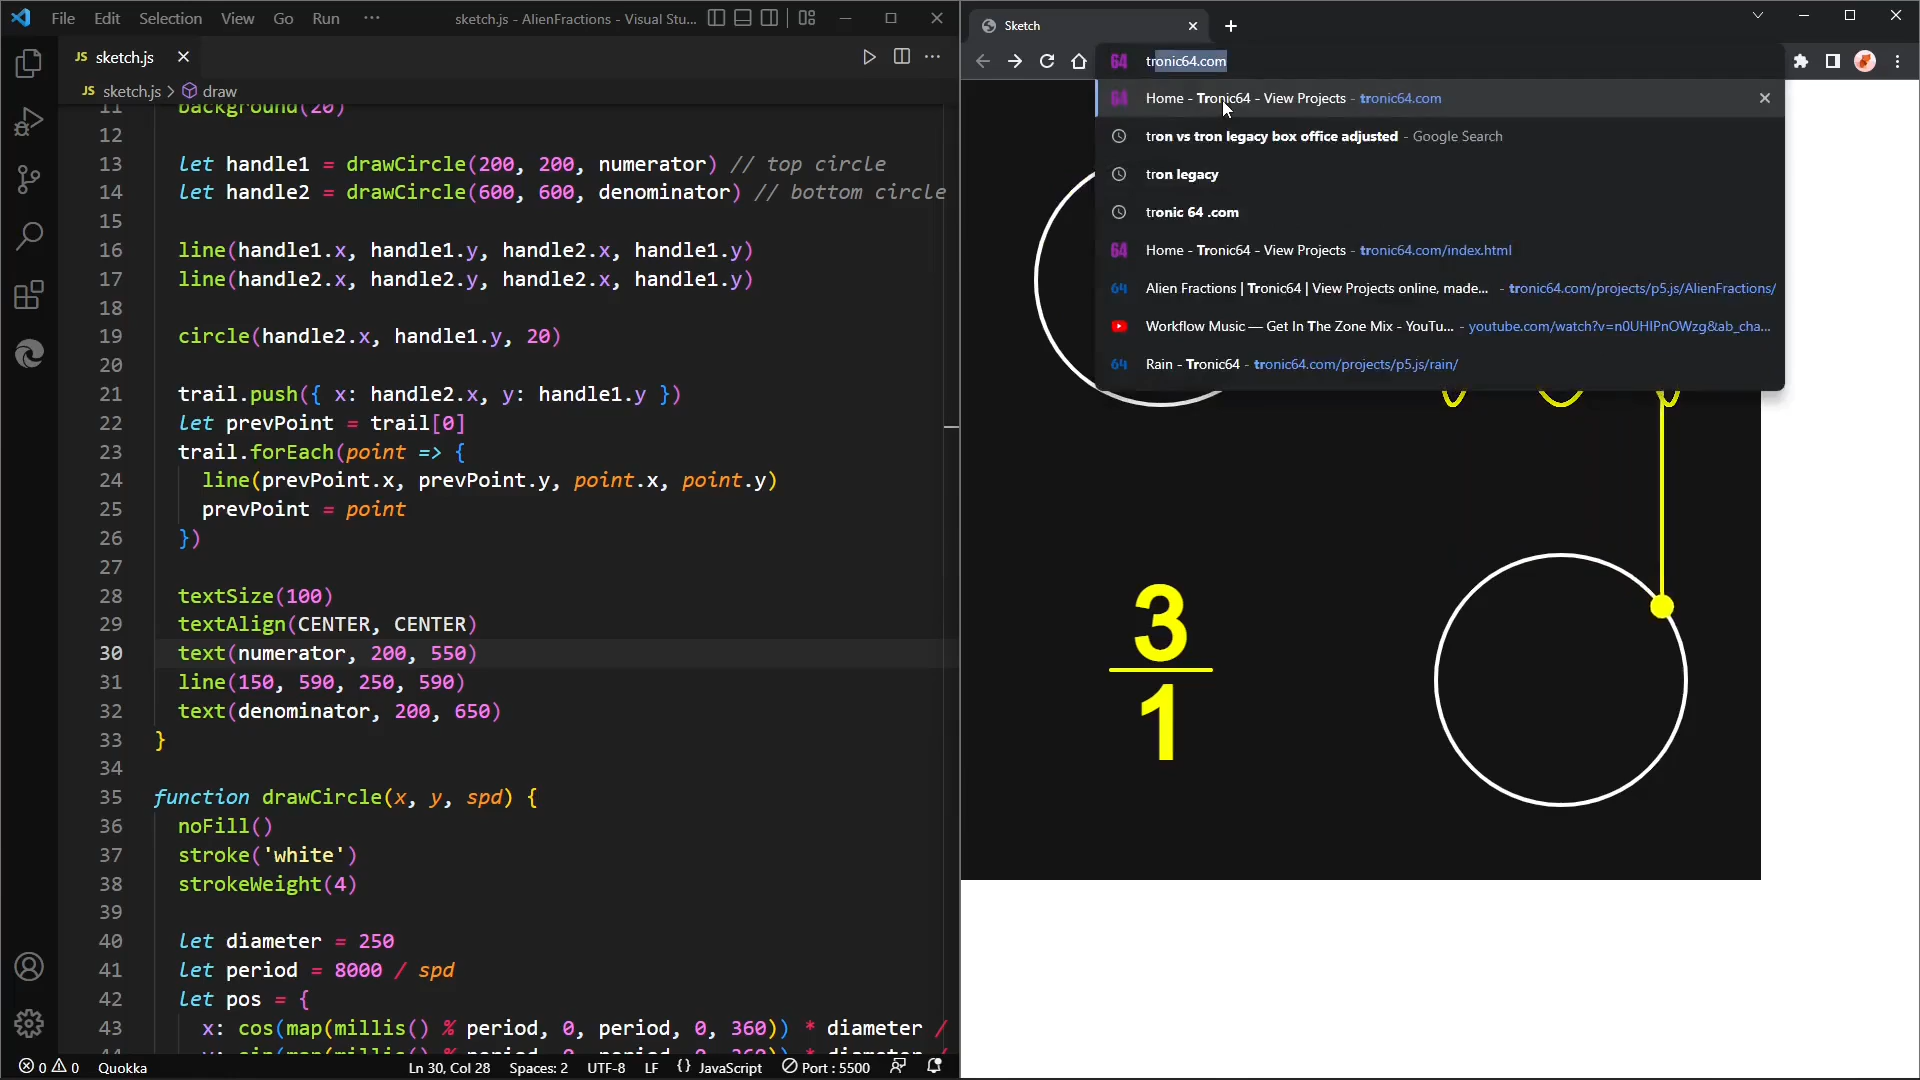 File Edit Selection View Go Run ··· sketch.js - AlienFractions - Visual Stu...
JS sketch.js
JS sketch.js > draw
11 background(20)
12
13 let handle1 = drawCircle(200, 200, numerator) // top circle
14 let handle2 = drawCircle(600, 600, denominator) // bottom circle
15
16 line(handle1.x, handle1.y, handle2.x, handle1.y)
17 line(handle2.x, handle2.y, handle2.x, handle1.y)
18
19 circle(handle2.x, handle1.y, 20)
20
21 trail.push({ x: handle2.x, y: handle1.y })
22 let prevPoint = trail[0]
23 trail.forEach(point => {
24 line(prevPoint.x, prevPoint.y, point.x, point.y)
25 prevPoint = point
26 })
27
28 textSize(100)
29 textAlign(CENTER, CENTER)
30 text(numerator, 200, 550)
31 line(150, 590, 250, 590)
32 text(denominator, 200, 650)
33 }
34
35 function drawCircle(x, y, spd) {
36 noFill()
37 stroke('white')
38 strokeWeight(4)
39
40 let diameter = 250
41 let period = 8000 / spd
42 let pos = {
43 x: cos(map(millis() % period, 0, period, 0, 360)) * diameter /
0 0 Quokka Ln 30, Col 28 Spaces: 2 UTF-8 LF {} JavaScript Port : 5500
Sketch
64 tronic64.com
64 Home - Tronic64 - View Projects - tronic64.com
tron vs tron legacy box office adjusted - Google Search
tron legacy
tronic 64 .com
64 Home - Tronic64 - View Projects - tronic64.com/index.html
64 Alien Fractions | Tronic64 | View Projects online, made... - tronic64.com/projects/p5.js/AlienFractions/
Workflow Music — Get In The Zone Mix - YouTu... - youtube.com/watch?v=n0UHIPnOWzg&ab_cha...
64 Rain - Tronic64 - tronic64.com/projects/p5.js/rain/
3
1